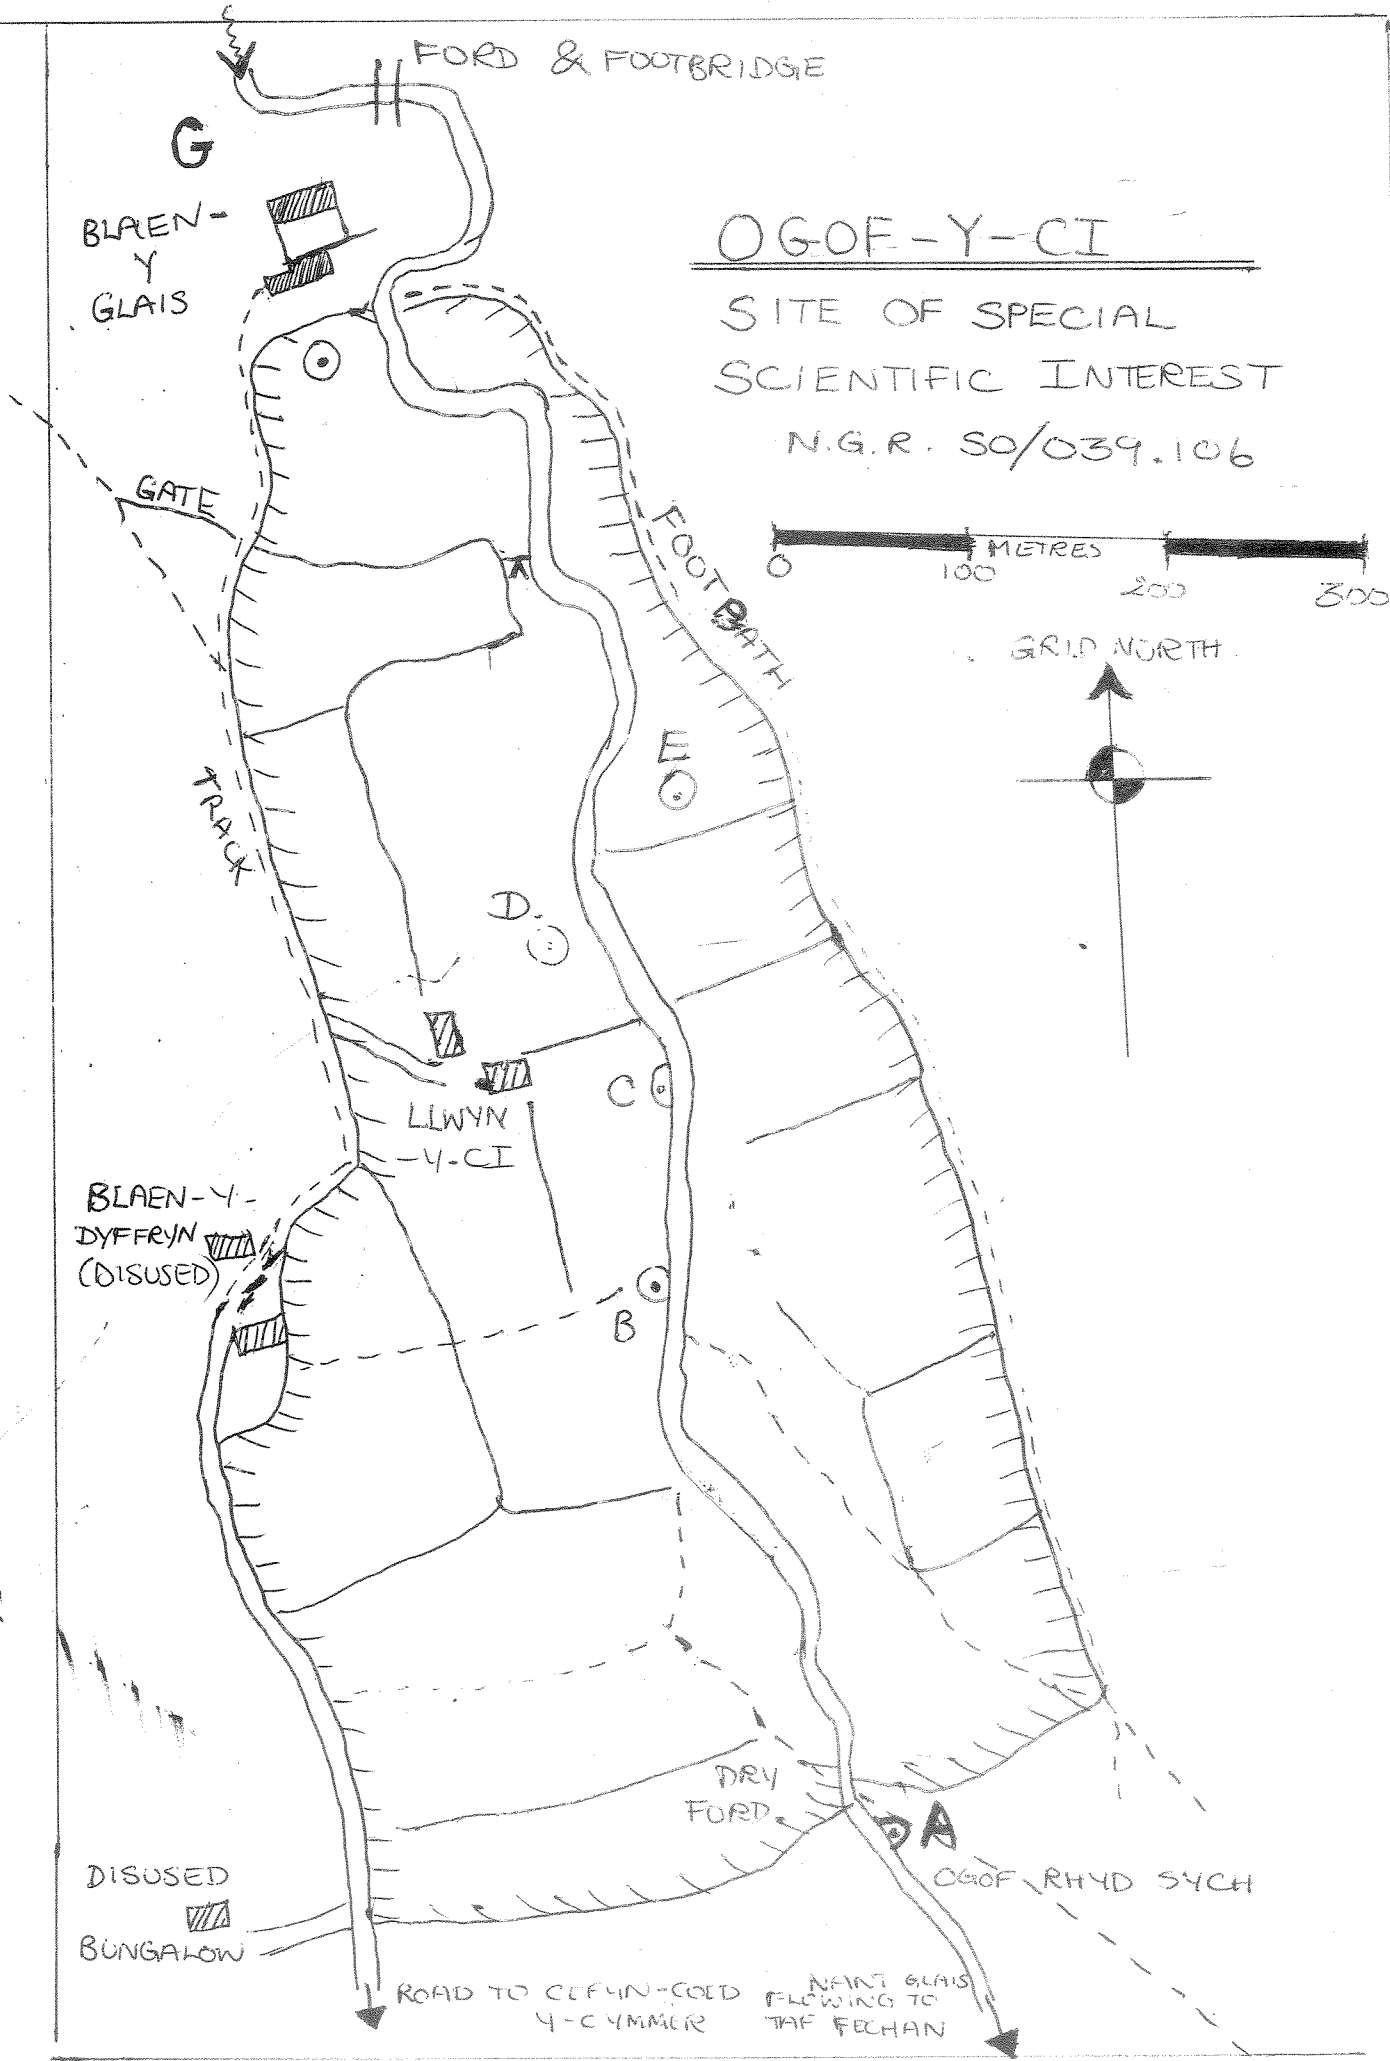 FORD & FOOTBRIDGE
G
BLAEN-
Y
GLAIS
OGOF-Y-CI
SITE OF SPECIAL
SCIENTIFIC INTEREST
N.G.R. SO/039.106
GATE
0
METRES
100
200
300
FOOTPATH
GRID NORTH
E
TRACK
D.
C
LLWYN
-Y-CI
BLAEN-Y-
DYFFRYN
(DISUSED)
B
DRY
FORD.
A
OGOF RHYD SYCH
DISUSED
BUNGALOW
ROAD TO CEFYN-COED
Y-CYMMER
NANT GLAIS
FLOWING TO
TAF FECHAN